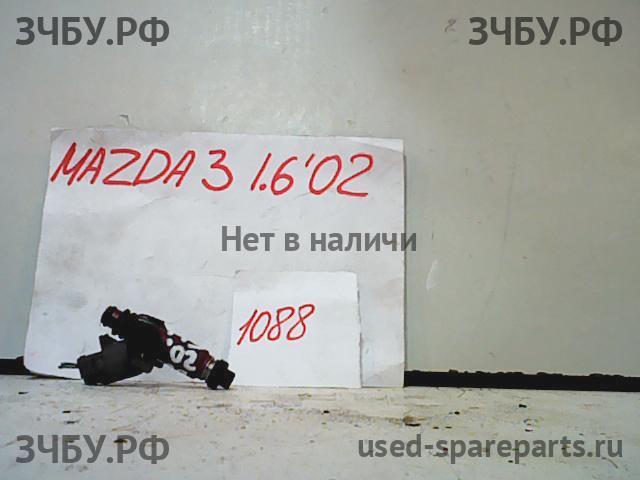 ЗЧБУ.РФ ЗЧБУ.РФ
MAZDA 3 1.6'02
Нет в наличи
1088
02
ЗЧБУ.РФ used-spareparts.ru